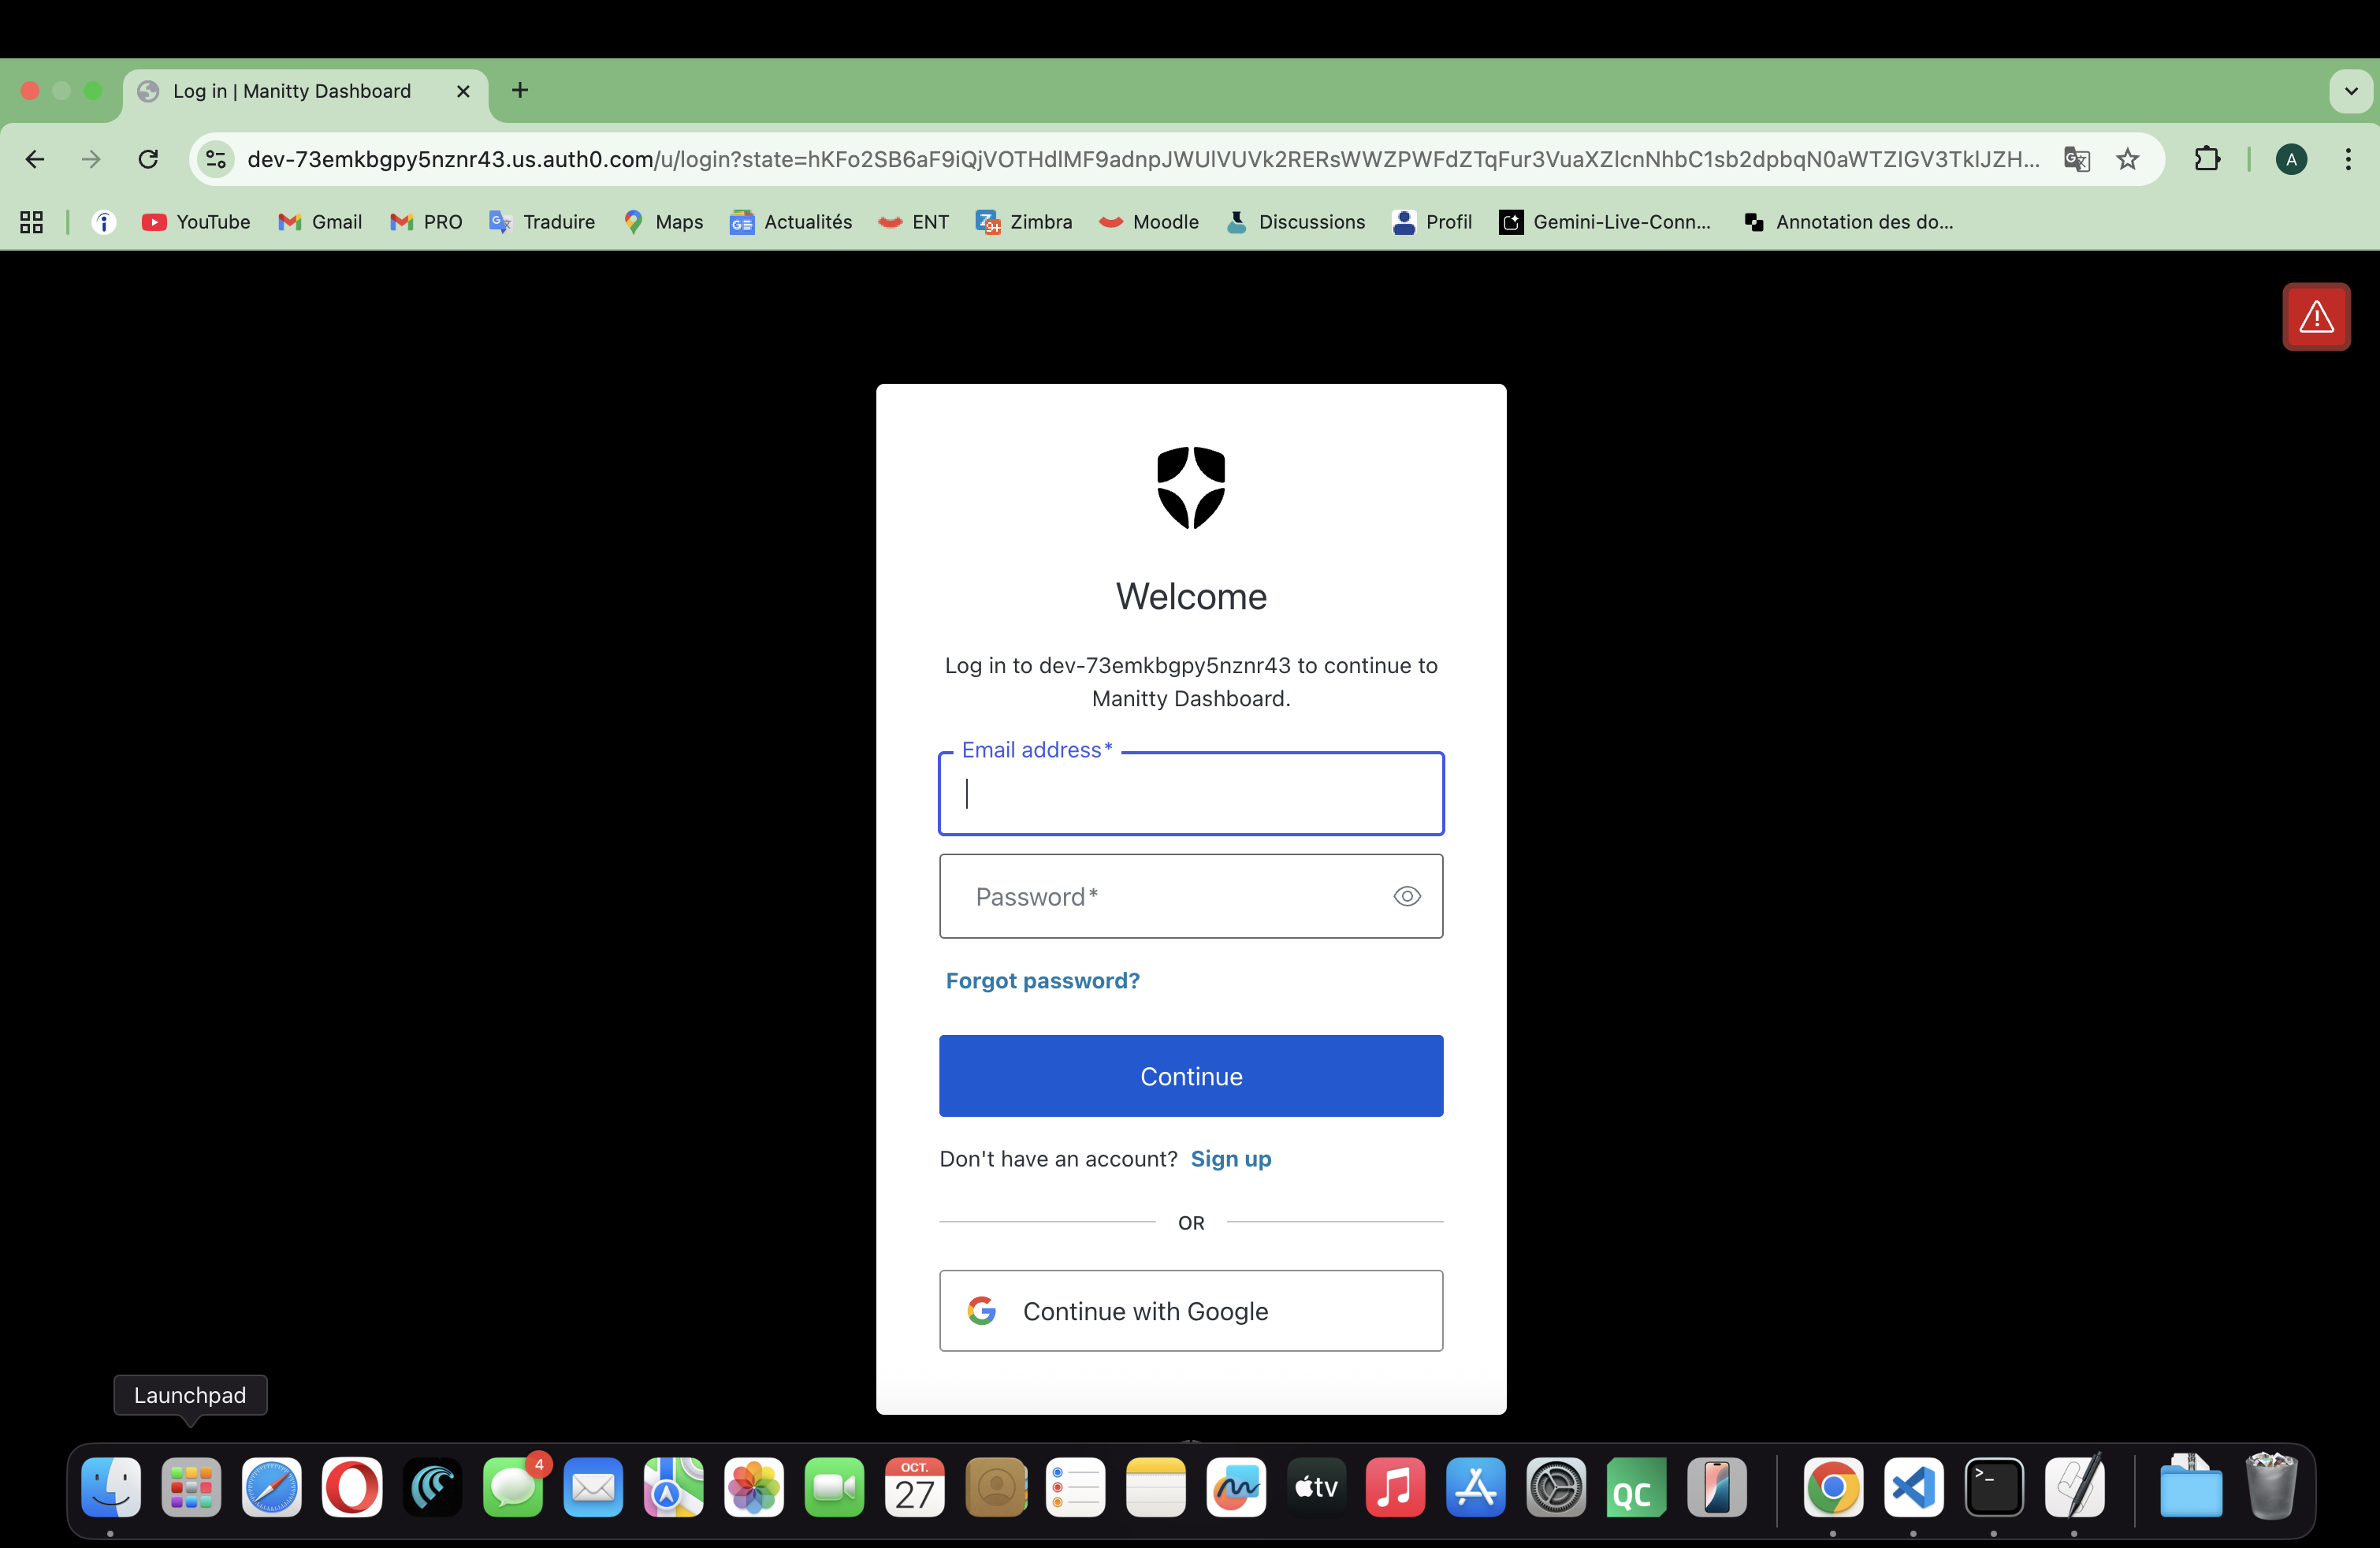 Log in | Manitty Dashboard
dev-73emkbgpy5nznr43.us.auth0.com/u/login?state=hKFo2SB6aF9iQjVOTHdlMF9adnpJWUlVUVk2RERsWWZPWFdZTqFur3VuaXZlcnNhbC1sb2dpbqN0aWTZIGV3TklJZH...
A
YouTube Gmail PRO Traduire Maps Actualités ENT Zimbra Moodle Discussions Profil Gemini-Live-Conn... Annotation des do...
Welcome
Log in to dev-73emkbgpy5nznr43 to continue to
Manitty Dashboard.
Email address*
Password*
Forgot password?
Continue
Don't have an account? Sign up
OR
Continue with Google
Launchpad
4
OCT.
27
tv
QC